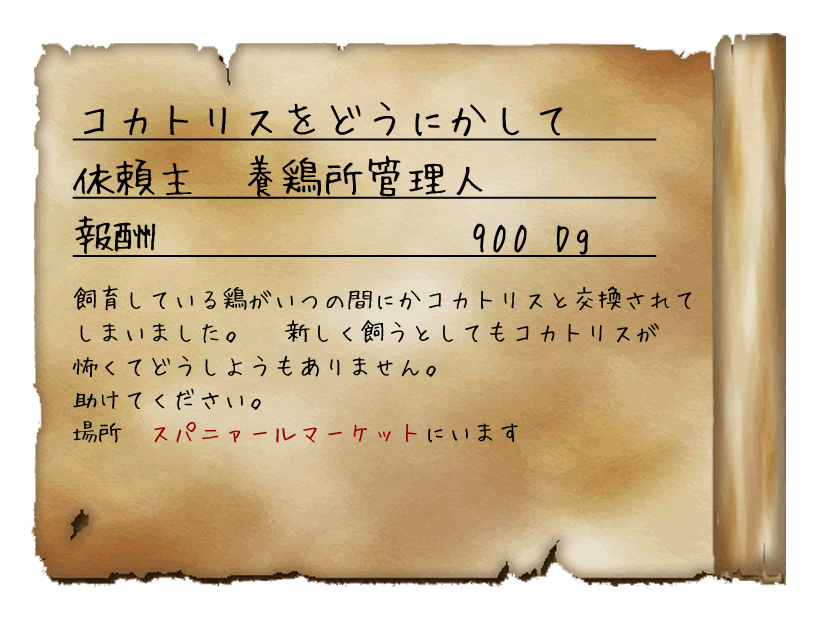 コカトリスをどうにかして
依頼主　養鶏所管理人
報酬　900 Dg
飼育している鶏がいつの間にかコカトリスと交換されて
しまいました。　新しく飼うとしてもコカトリスが
怖くてどうしようもありません。
助けてください。
場所　スパニァールマーケットにいます